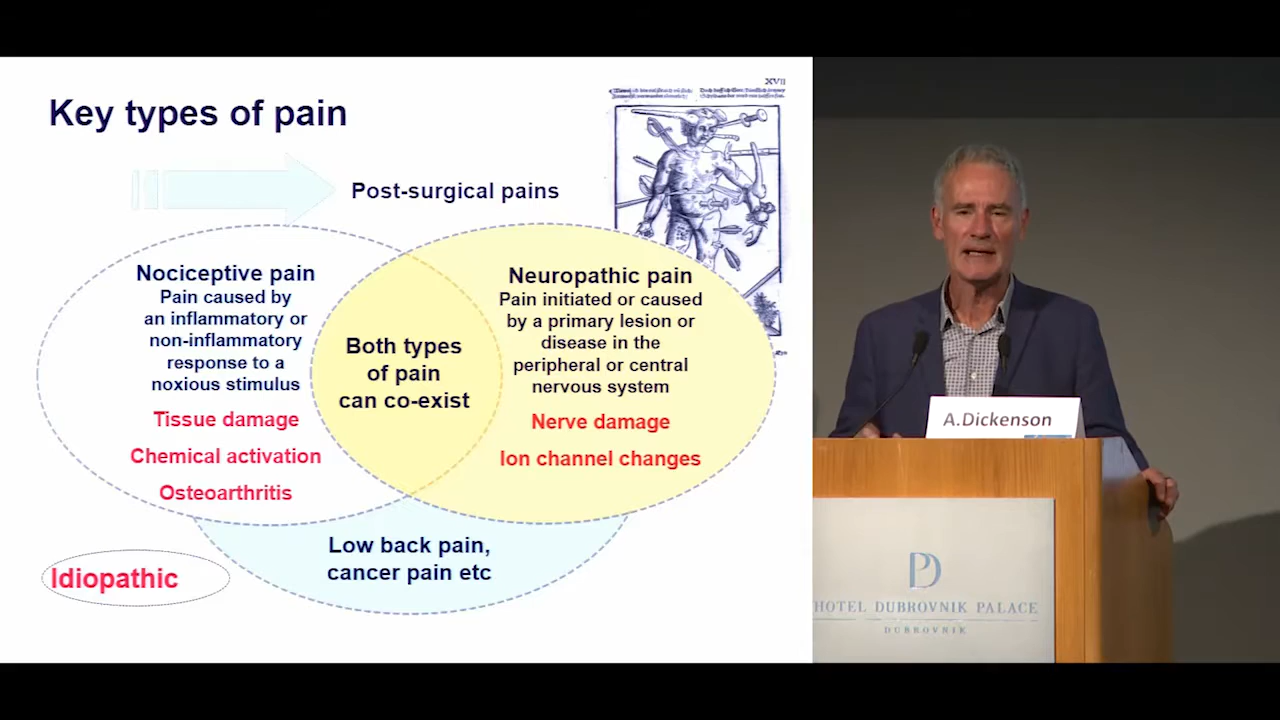 Key types of pain
XVII
Post-surgical pains
Nociceptive pain
Pain caused by
an inflammatory or
non-inflammatory
response to a
noxious stimulus
Tissue damage
Chemical activation
Osteoarthritis
Both types
of pain
can co-exist
Neuropathic pain
Pain initiated or caused
by a primary lesion or
disease in the
peripheral or central
nervous system
Nerve damage
Ion channel changes
Low back pain,
cancer pain etc
Idiopathic
A.Dickenson
HOTEL DUBROVNIK PALACE
DUBROVNIK